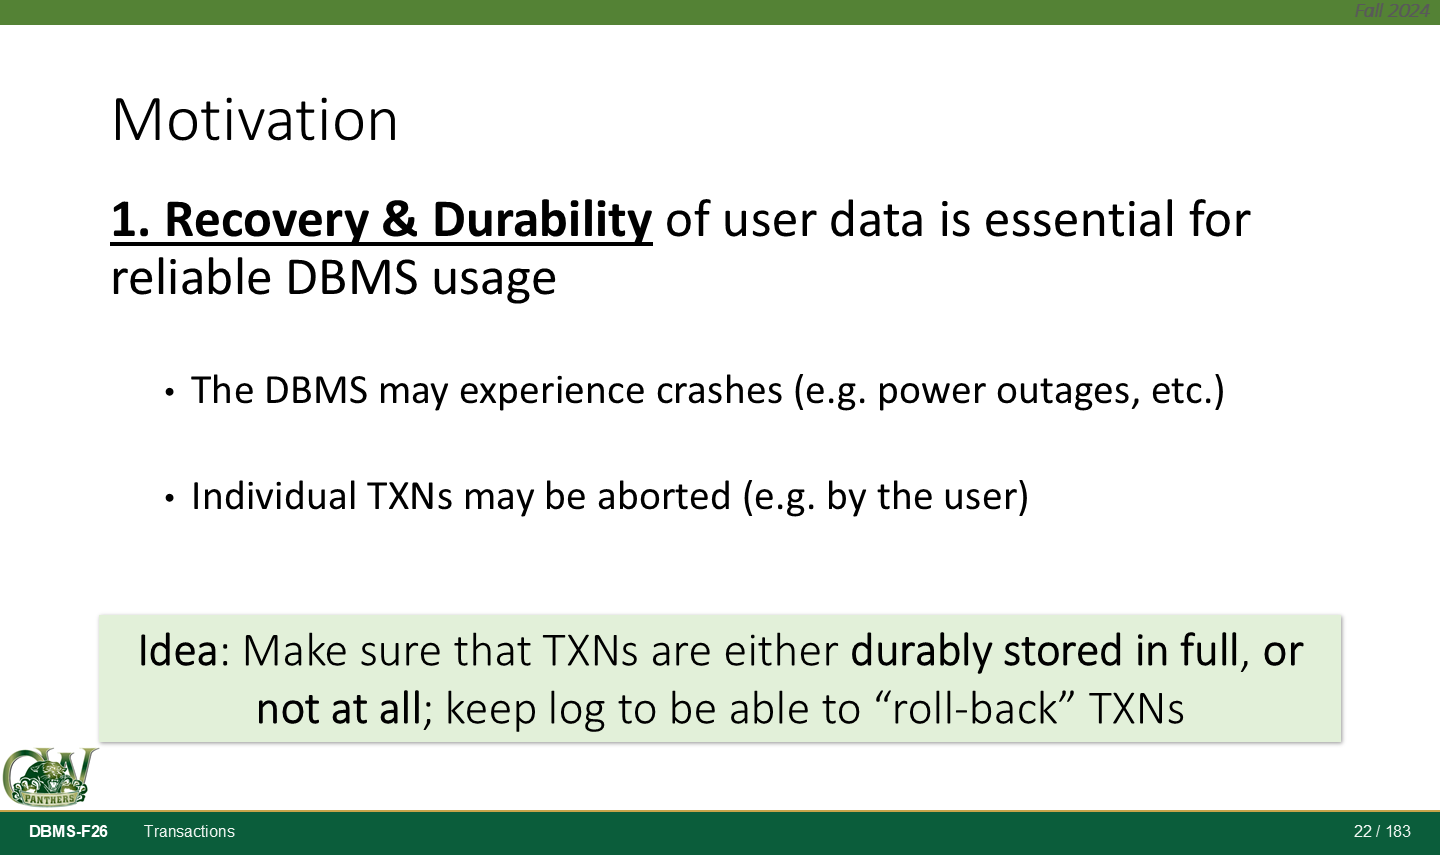 Fall 2024
Motivation
1. Recovery & Durability of user data is essential for
reliable DBMS usage
• The DBMS may experience crashes (e.g. power outages, etc.)
• Individual TXNs may be aborted (e.g. by the user)
Idea: Make sure that TXNs are either durably stored in full, or
not at all; keep log to be able to “roll-back” TXNs
OW
PANTHERS
DBMS-F26 Transactions 22 / 183